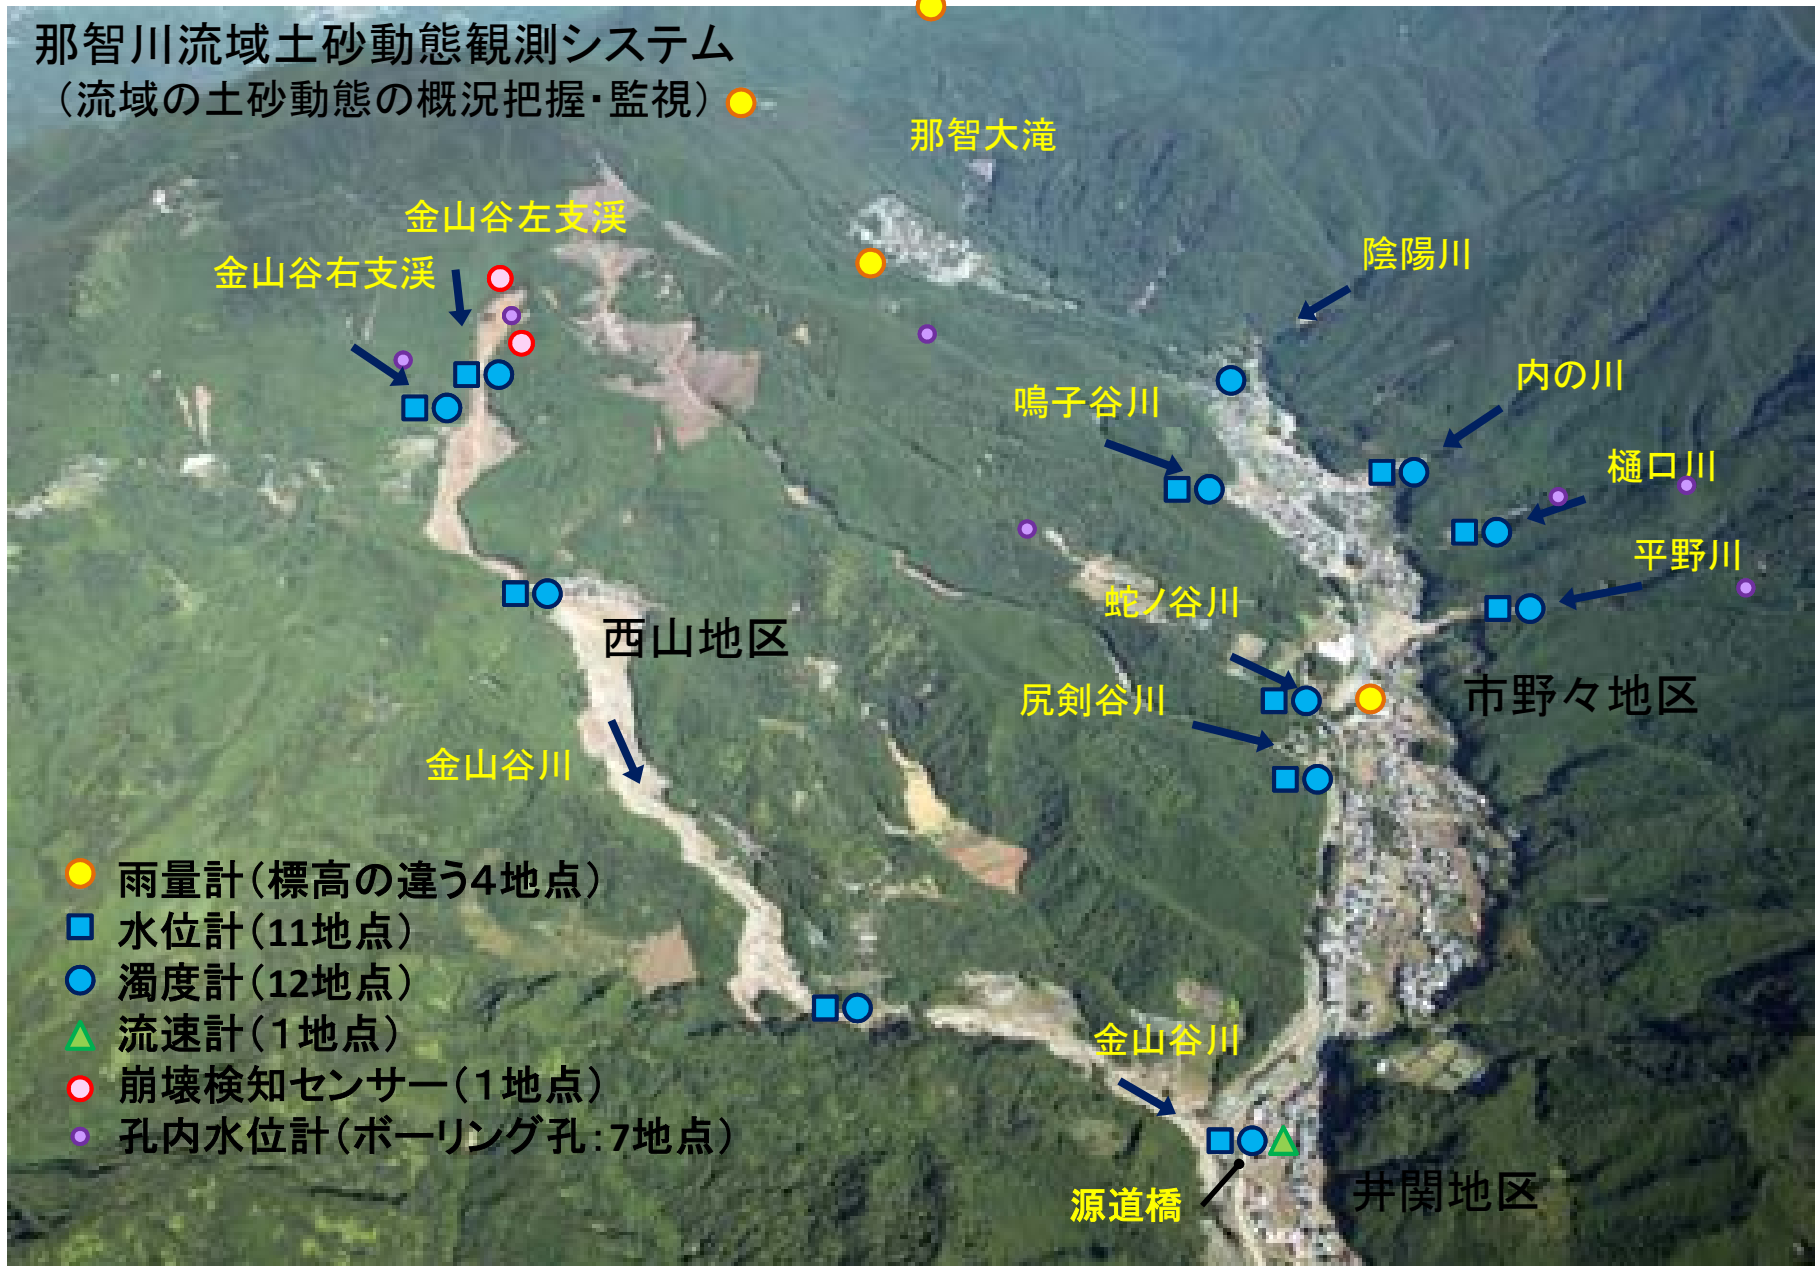 那智川流域土砂動態観測システム
（流域の土砂動態の概況把握・監視）
那智大滝
金山谷左支渓
金山谷右支渓
陰陽川
内の川
鳴子谷川
樋口川
平野川
蛇ノ谷川
西山地区
尻剣谷川
市野々地区
金山谷川
雨量計（標高の違う4地点）
水位計（11地点）
濁度計（12地点）
流速計（１地点）
崩壊検知センサー（１地点）
孔内水位計（ボーリング孔：7地点）
金山谷川
源道橋
井関地区